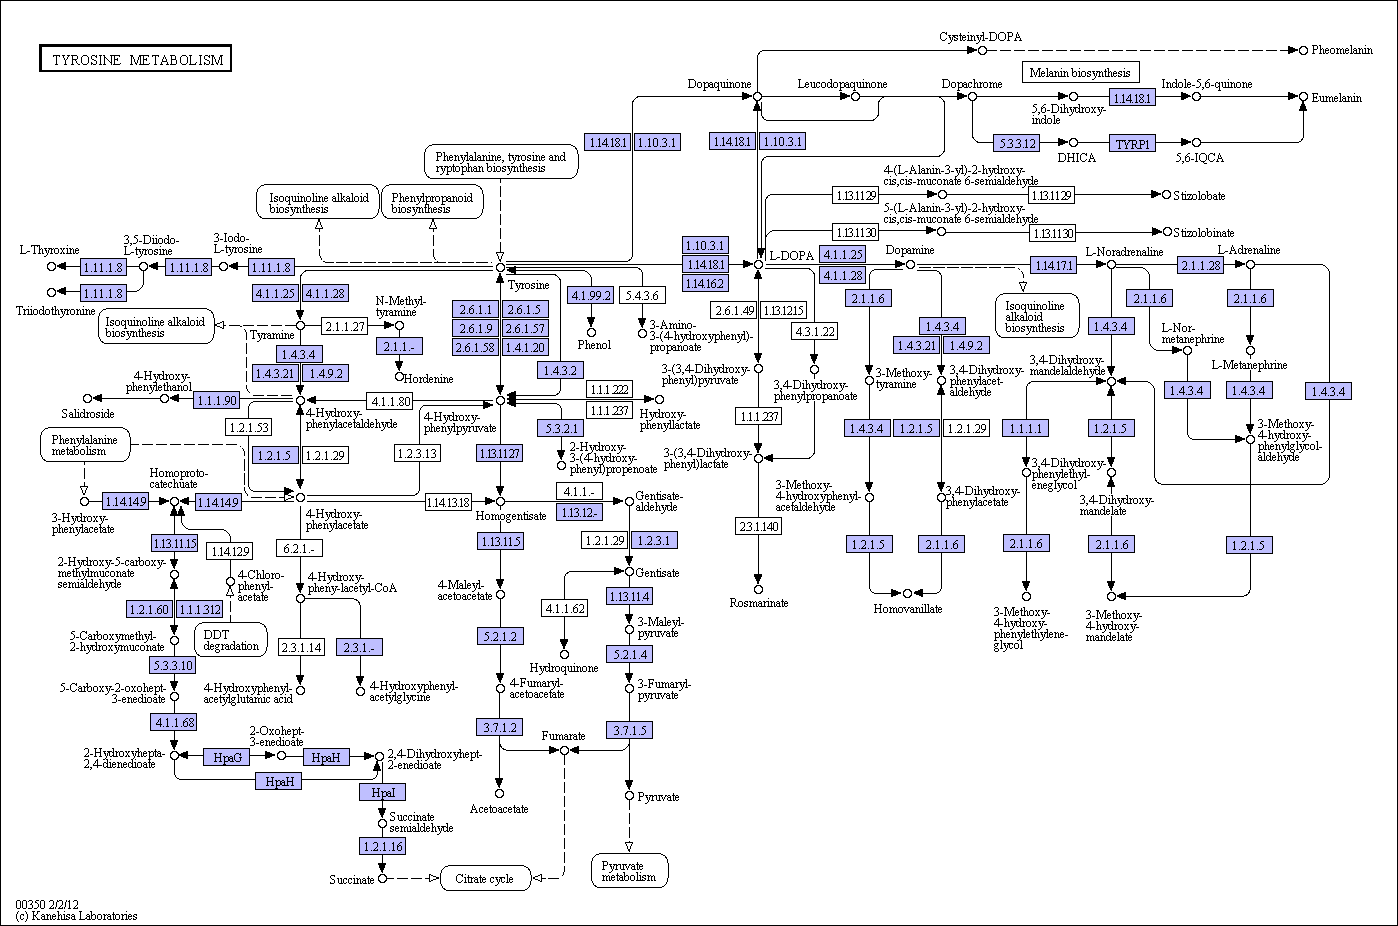 TYROSINE METABOLISM
Cysteinyl-DOPA
Pheomelanin
Melanin biosynthesis
Dopaquinone
Leucodopaquinone
Dopachrome
Indole-5,6-quinone
5,6-Dihydroxy-
indole
1.14.18.1
Eumelanin
1.14.18.1
1.10.3.1
1.14.18.1
1.10.3.1
5.3.3.12
DHICA
TYRP1
5,6-IQCA
Phenylalanine, tyrosine and
ryptophan biosynthesis
Isoquinoline alkaloid
biosynthesis
Phenylpropanoid
biosynthesis
4-(L-Alanin-3-yl)-2-hydroxy-
cis,cis-muconate 6-semialdehyde
1.13.1129
1.13.1129
Stizolobate
5-(L-Alanin-3-yl)-2-hydroxy-
cis,cis-muconate 6-semialdehyde
1.13.1130
1.13.1130
Stizolobinate
L-Thyroxine
3,5-Diiodo-
L-tyrosine
3-Iodo-
L-tyrosine
1.11.1.8
1.11.1.8
1.11.1.8
1.11.1.8
Triiodothyronine
Tyrosine
1.10.3.1
1.14.18.1
1.14.16.2
L-DOPA
4.1.1.25
4.1.1.28
Dopamine
1.14.17.1
L-Noradrenaline
2.1.1.28
L-Adrenaline
4.1.1.25
4.1.1.28
N-Methyl-
tyramine
Isoquinoline alkaloid
biosynthesis
Tyramine
2.1.1.27
2.1.1.-
Hordenine
2.6.1.1
2.6.1.5
2.6.1.9
2.6.1.57
2.6.1.58
1.4.1.20
4.1.99.2
5.4.3.6
Phenol
3-Amino-
3-(4-hydroxyphenyl)-
propanoate
2.6.1.49
1.13.1215
4.3.1.22
2.1.1.6
Isoquinoline
alkaloid
biosynthesis
2.1.1.6
2.1.1.6
1.4.3.4
1.4.3.21
1.4.9.2
1.4.3.4
L-Nor-
metanephrine
L-Metanephrine
1.4.3.4
1.4.3.21
1.4.9.2
1.4.3.2
3-(3,4-Dihydroxy-
phenyl)pyruvate
3,4-Dihydroxy-
phenylpropanoate
3-Methoxy-
tyramine
3,4-Dihydroxy-
phenylacet-
aldehyde
3,4-Dihydroxy-
mandelaldehyde
1.4.3.4
1.4.3.4
1.4.3.4
4-Hydroxy-
phenylethanol
Salidroside
1.1.1.90
4-Hydroxy-
phenylacetaldehyde
4.1.1.80
4-Hydroxy-
phenylpyruvate
1.1.1.222
1.1.1.237
Hydroxy-
phenyllactate
1.1.1.237
1.2.1.53
5.3.2.1
1.4.3.4
1.2.1.5
1.2.1.29
1.1.1.1
1.2.1.5
3-Methoxy-
4-hydroxy-
phenylglycol-
aldehyde
Phenylalanine
metabolism
1.2.1.5
1.2.1.29
1.2.3.13
1.13.1127
2-Hydroxy-
3-(4-hydroxy-
phenyl)propenoate
3-(3,4-Dihydroxy-
phenyl)lactate
3,4-Dihydroxy-
phenylethyl-
eneglycol
Homoproto-
catechuate
1.14.14.9
1.14.14.9
3-Hydroxy-
phenylacetate
4-Hydroxy-
phenylacetate
1.14.13.18
Homogentisate
4.1.1.-
1.13.12.-
Gentisate-
aldehyde
3-Methoxy-
4-hydroxyphenyl-
acetaldehyde
3,4-Dihydroxy-
phenylacetate
3,4-Dihydroxy-
mandelate
2.3.1.140
1.13.11.15
1.14.129
6.2.1.-
1.13.11.5
1.2.1.29
1.2.3.1
1.2.1.5
2.1.1.6
2.1.1.6
2.1.1.6
1.2.1.5
2-Hydroxy-5-carboxy-
methylmuconate
semialdehyde
4-Chloro-
phenyl-
acetate
4-Hydroxy-
pheny-lacetyl-CoA
4-Maleyl-
acetoacetate
Gentisate
1.13.11.4
4.1.1.62
Rosmarinate
Homovanillate
3-Methoxy-
4-hydroxy-
phenylethylene-
glycol
3-Methoxy-
4-hydroxy-
mandelate
1.2.1.60
1.1.1.312
5-Carboxymethyl-
2-hydroxymuconate
DDT
degradation
2.3.1.14
2.3.1.-
5.2.1.2
3-Maleyl-
pyruvate
5.2.1.4
Hydroquinone
5.3.3.10
5-Carboxy-2-oxohept-
3-enedioate
4-Hydroxyphenyl-
acetylglutamic acid
4-Hydroxyphenyl-
acetylglycine
4-Fumaryl-
acetoacetate
3-Fumaryl-
pyruvate
4.1.1.68
3.7.1.2
3.7.1.5
2-Hydroxyhepta-
2,4-dienedioate
HpaG
2-Oxohept-
3-enedioate
HpaH
2,4-Dihydroxyhept-
2-enedioate
Fumarate
HpaH
HpaI
Acetoacetate
Pyruvate
Succinate
semialdehyde
1.2.1.16
Succinate
Citrate cycle
Pyruvate
metabolism
00350 2/2/12
(c) Kanehisa Laboratories